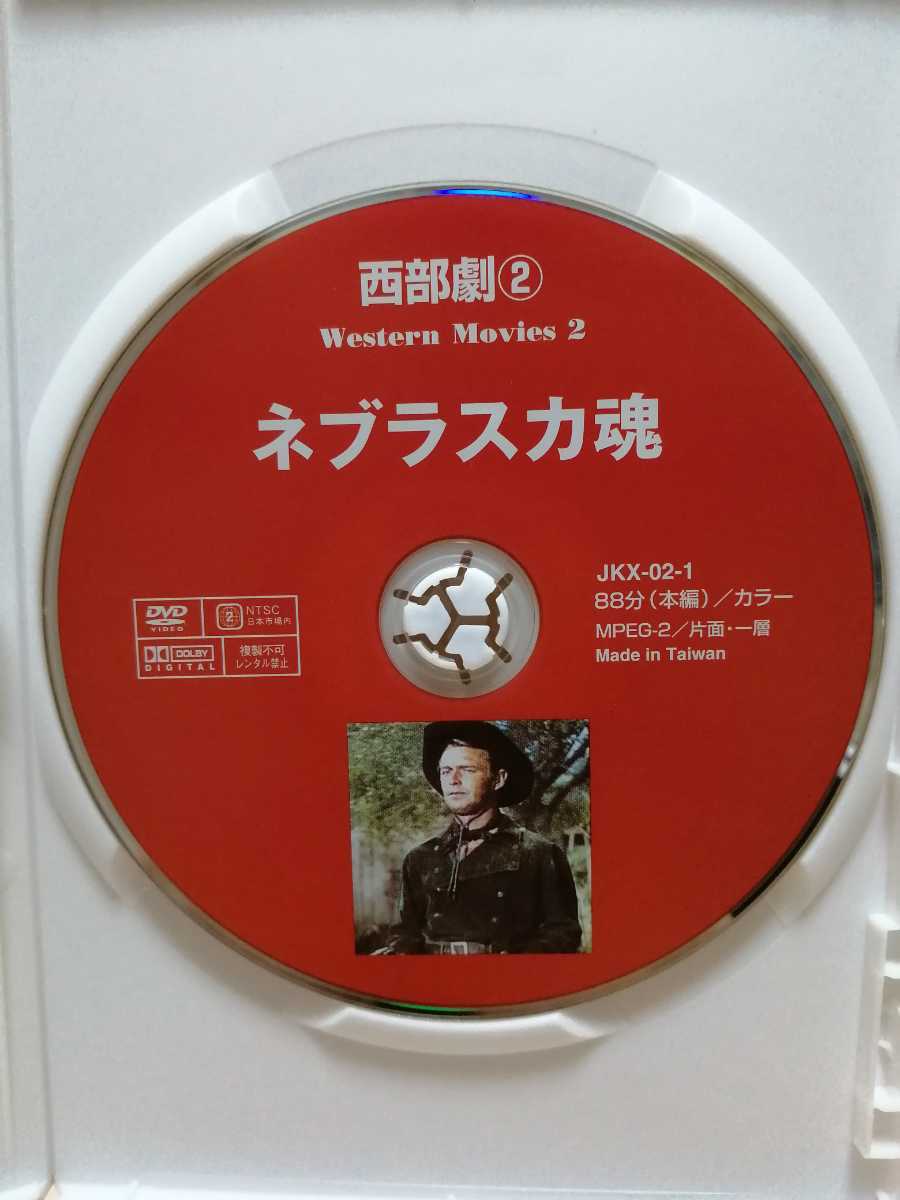 西部劇②
Western Movies 2
ネブラスカ魂
JKX-02-1
88分(本編)/カラー
MPEG-2/片面・一層
Made in Taiwan
DVD
VIDEO
2 NTSC
日本市場内
DOLBY
DIGITAL
複製不可
レンタル禁止